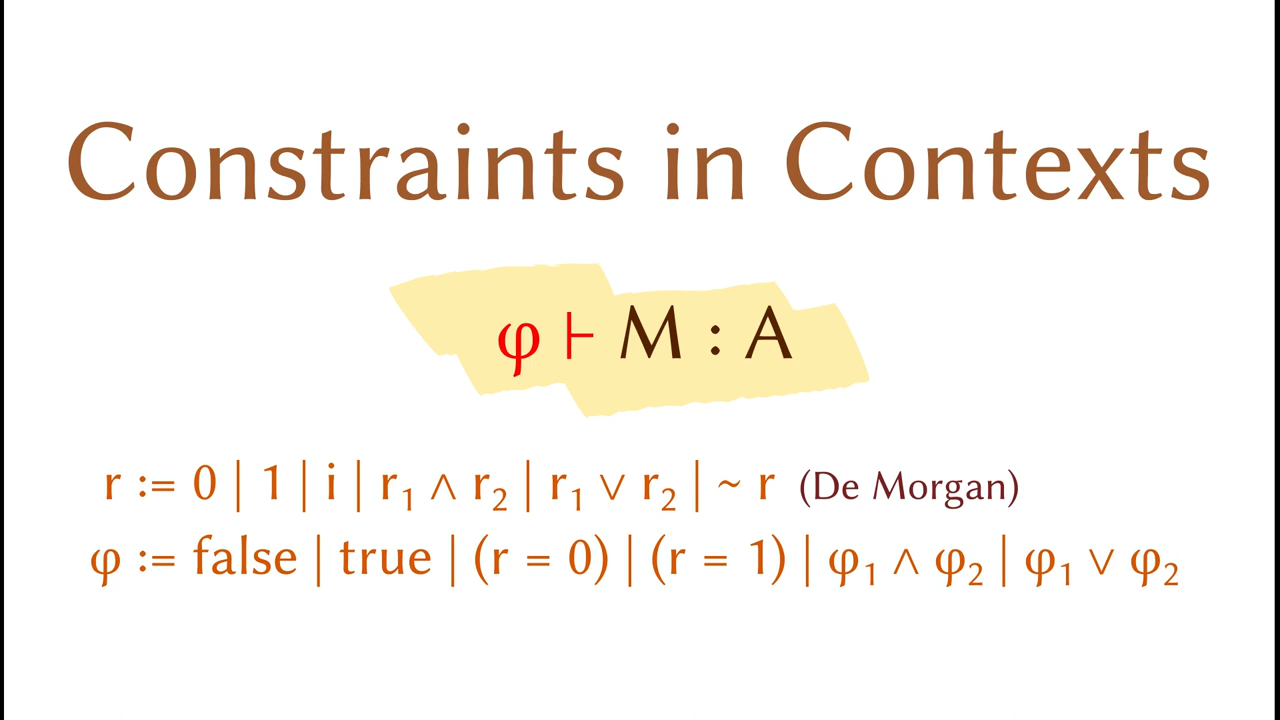 Constraints in Contexts
φ ⊢ M : A
r := 0 | 1 | i | r₁ ∧ r₂ | r₁ ∨ r₂ | ~ r (De Morgan)
φ := false | true | (r = 0) | (r = 1) | φ₁ ∧ φ₂ | φ₁ ∨ φ₂